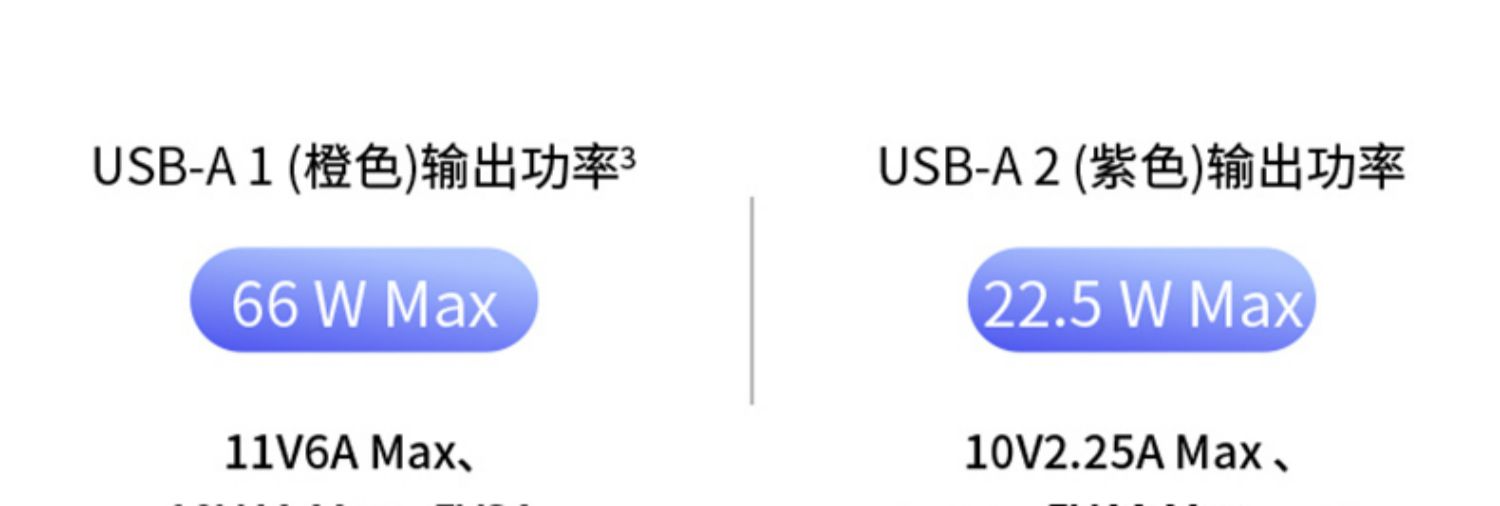 USB-A 1 (橙色)输出功率³
66 W Max
11V6A Max、
USB-A 2 (紫色)输出功率
22.5 W Max
10V2.25A Max 、